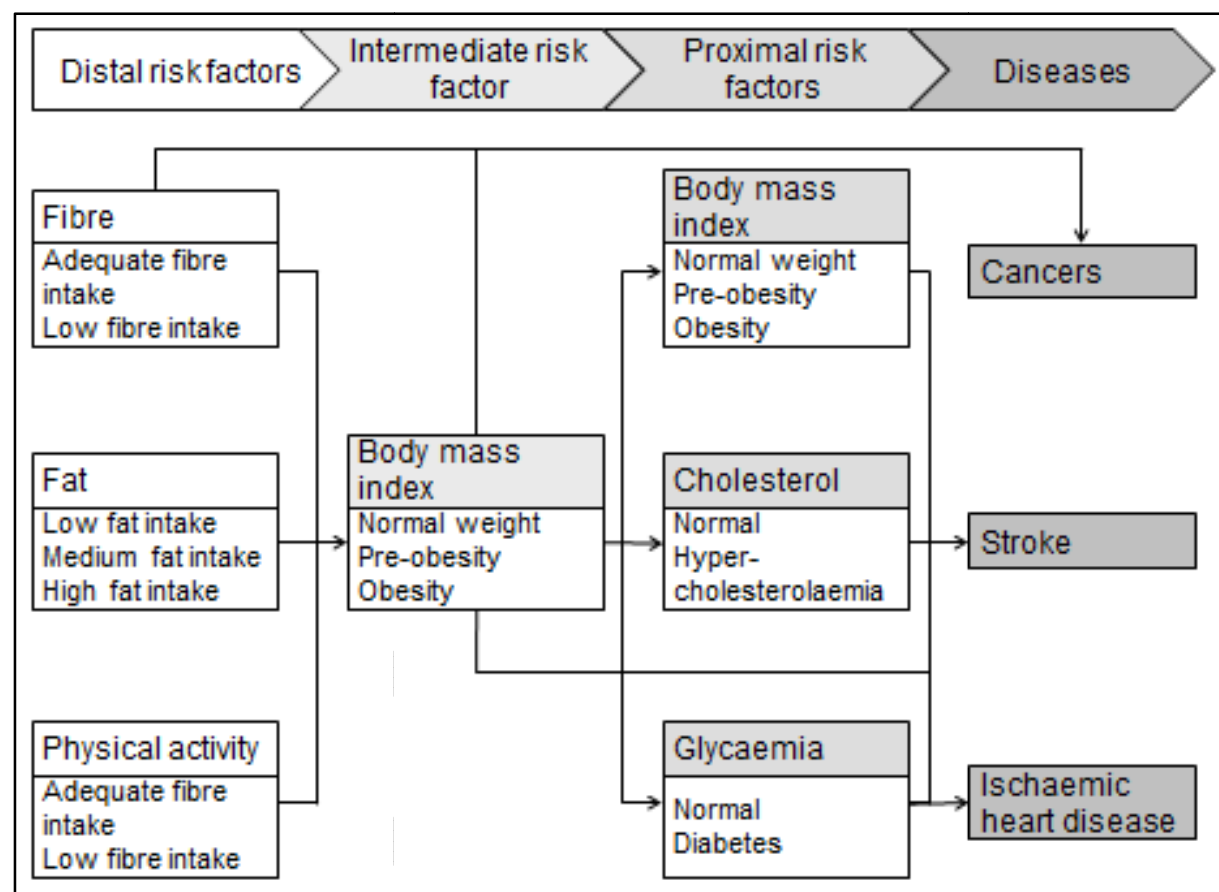 Distal risk factors
Intermediate risk
factor
Proximal risk
factors
Diseases
Fibre
Adequate fibre
intake
Low fibre intake
Fat
Low fat intake
Medium fat intake
High fat intake
Physical activity
Adequate fibre
intake
Low fibre intake
Body mass
index
Normal weight
Pre-obesity
Obesity
Body mass
index
Normal weight
Pre-obesity
Obesity
Cholesterol
Normal
Hyper-
cholesterolaemia
Glycaemia
Normal
Diabetes
Cancers
Stroke
Ischaemic
heart disease